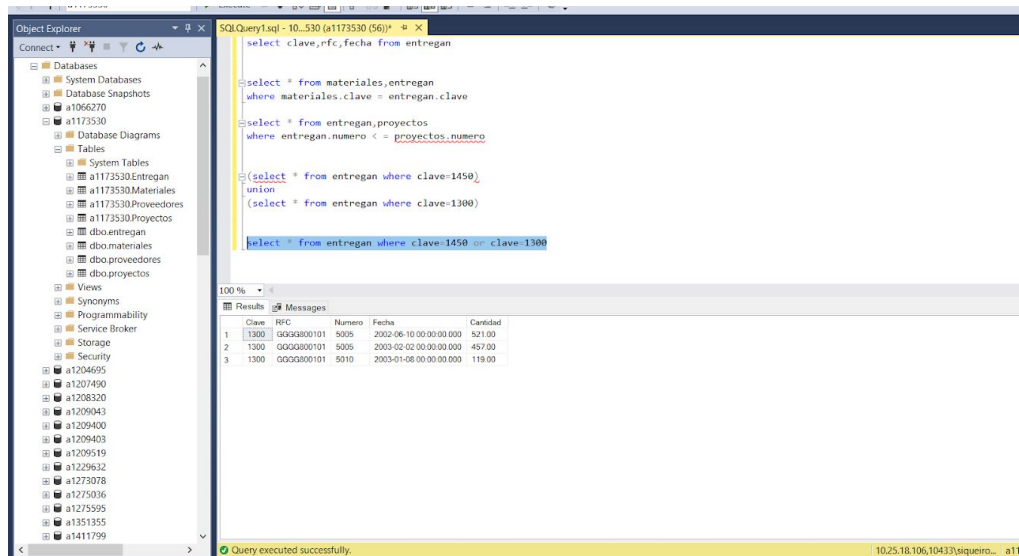 Object Explorer
Connect
Databases
System Databases
Database Snapshots
a1066270
a1173530
Database Diagrams
Tables
System Tables
a1173530.Entregan
a1173530.Materiales
a1173530.Proveedores
a1173530.Proyectos
dbo.entregan
dbo.materiales
dbo.proveedores
dbo.proyectos
Views
Synonyms
Programmability
Service Broker
Storage
Security
a1204695
a1207490
a1208320
a1209043
a1209400
a1209403
a1209519
a1229632
a1273078
a1275036
a1275595
a1351355
a1411799
SQLQuery1.sql - 10...530 (a1173530 (56))*
select clave,rfc,fecha from entregan
select * from materiales,entregan
where materiales.clave = entregan.clave
select * from entregan,proyectos
where entregan.numero < = proyectos.numero
(select * from entregan where clave=1450)
union
(select * from entregan where clave=1300)
select * from entregan where clave=1450 or clave=1300
100 %
Results Messages
Clave RFC Numero Fecha Cantidad
1 1300 GGGG800101 5005 2002-06-10 00:00:00.000 521.00
2 1300 GGGG800101 5005 2003-02-02 00:00:00.000 457.00
3 1300 GGGG800101 5010 2003-01-08 00:00:00.000 119.00
Query executed successfully. 10.25.18.106,10433\siqueiro... a11